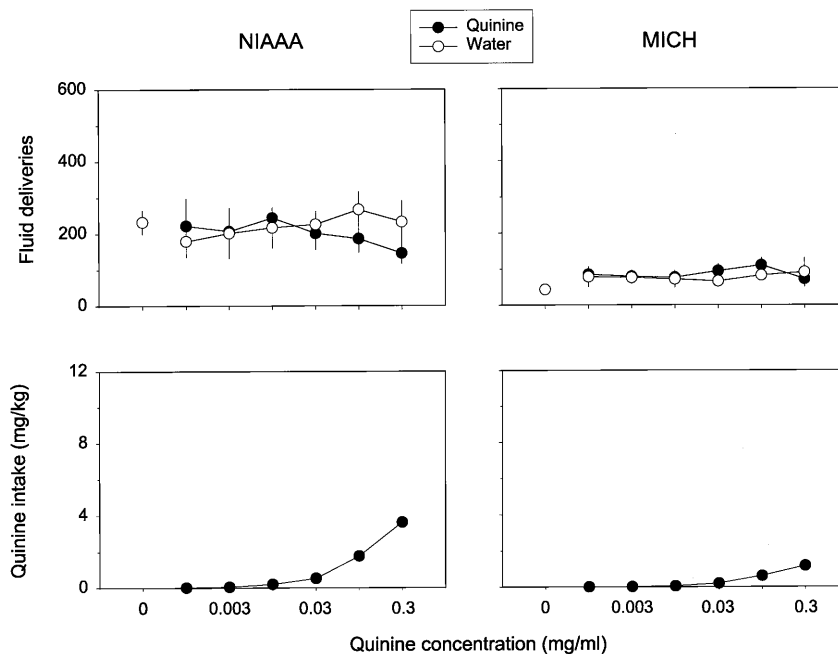 NIAAA
Quinine
Water
MICH
600
400
200
0
Fluid deliveries
12
8
4
0
Quinine intake (mg/kg)
0 0.003 0.03 0.3
0 0.003 0.03 0.3
Quinine concentration (mg/ml)